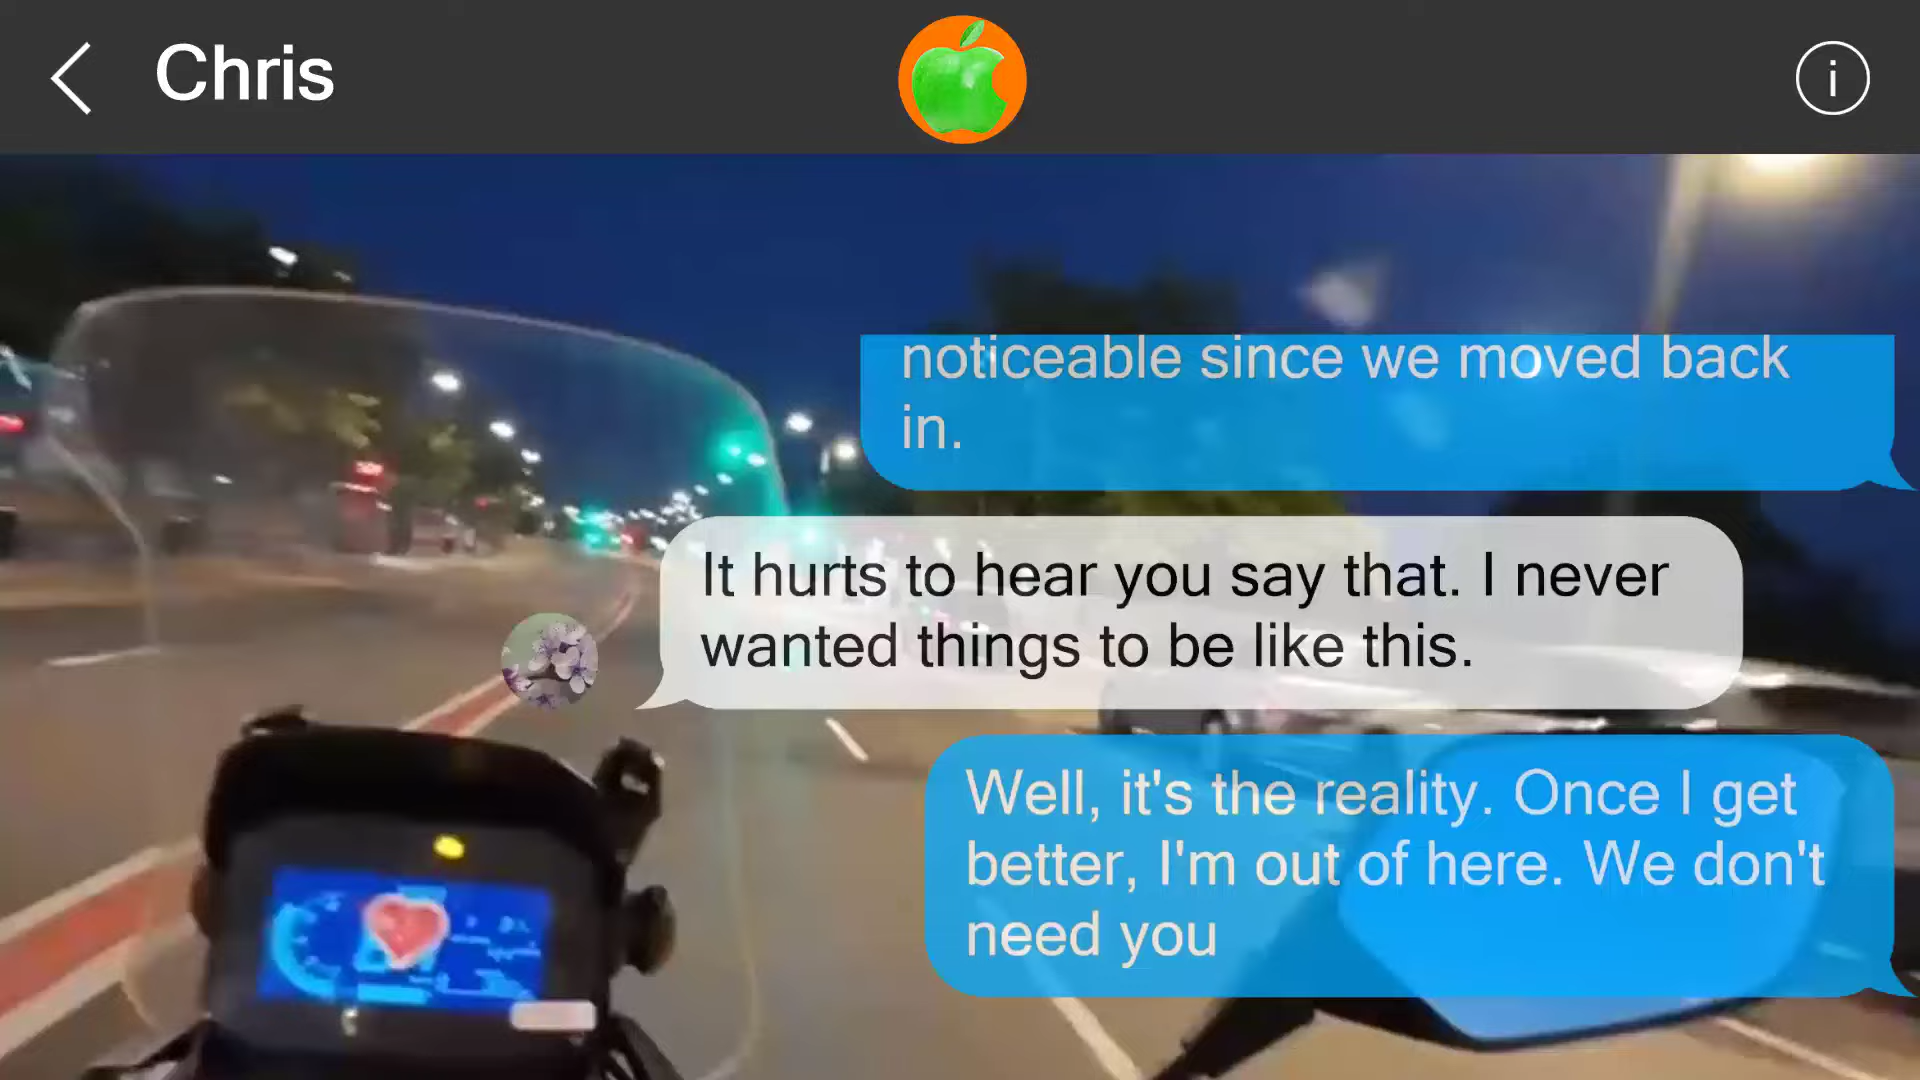 Chris
i
noticeable since we moved back
in.
It hurts to hear you say that. I never
wanted things to be like this.
Well, it's the reality. Once I get
better, I'm out of here. We don't
need you